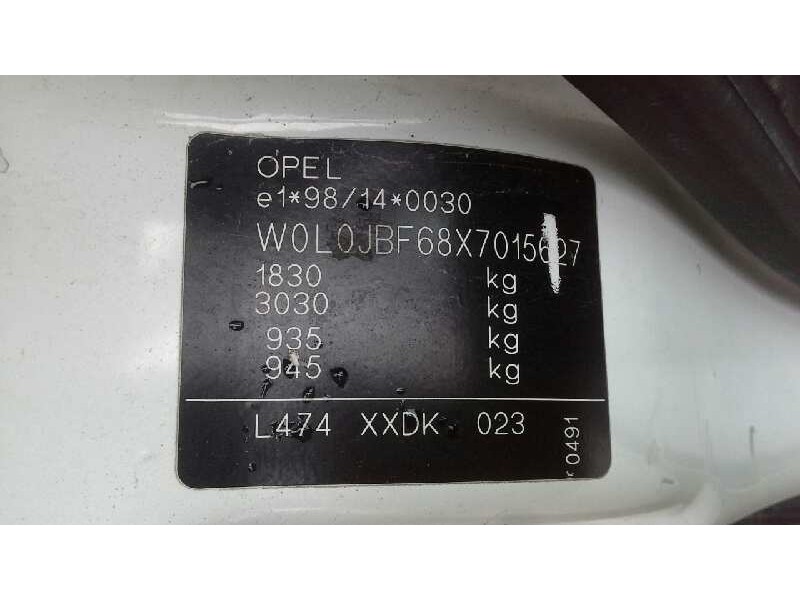 OPEL
e1*98/14*0030
W0L0JBF68X7015627
1830 kg
3030 kg
935 kg
945 kg
L474 XXDK 023
r 0491